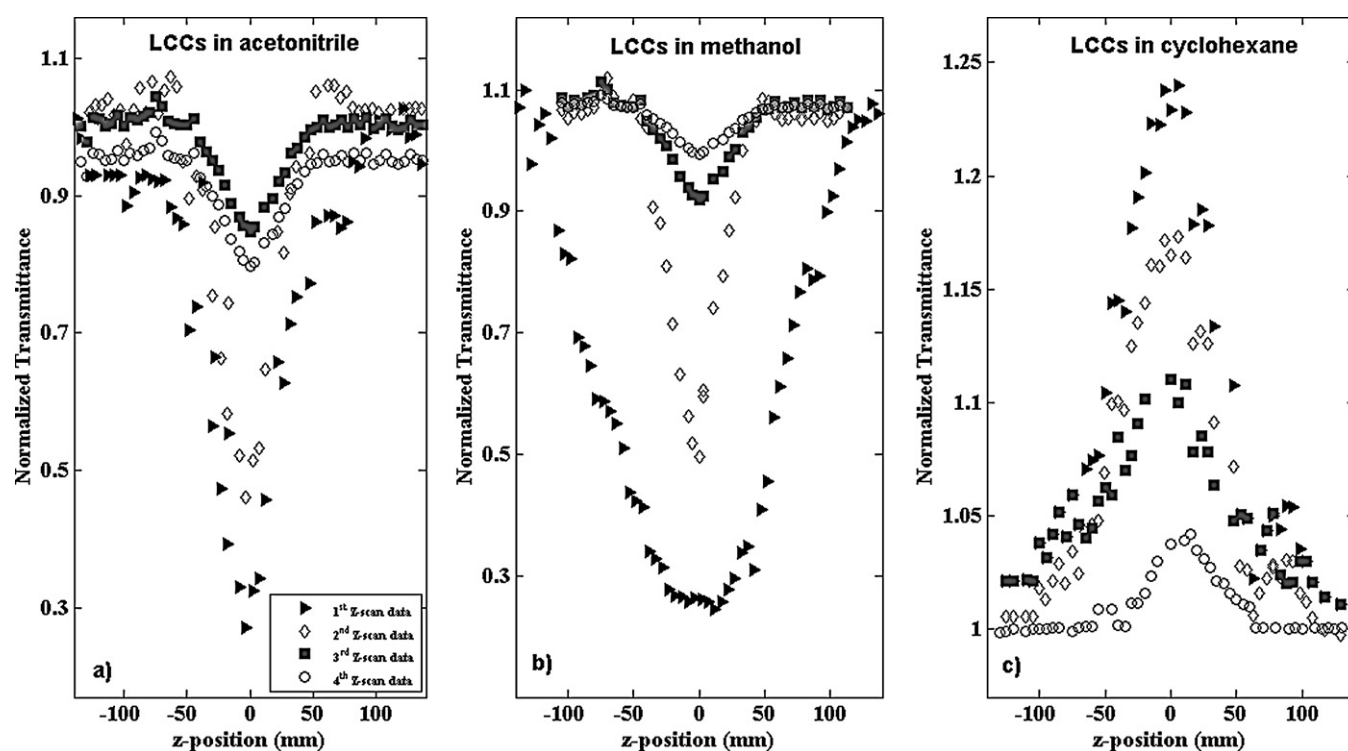 LCCs in acetonitrile
1.1
1.0
0.9
0.7
0.5
0.3
Normalized Transmittance
1st Z-scan data
2nd Z-scan data
3rd Z-scan data
4th Z-scan data
a)
-100 -50 0 50 100
z-position (mm)
LCCs in methanol
1.1
0.9
0.7
0.5
0.3
Normalized Transmittance
b)
-100 -50 0 50 100
z-position (mm)
LCCs in cyclohexane
1.25
1.2
1.15
1.1
1.05
1
Normalized Transmittance
c)
-100 -50 0 50 100
z-position (mm)